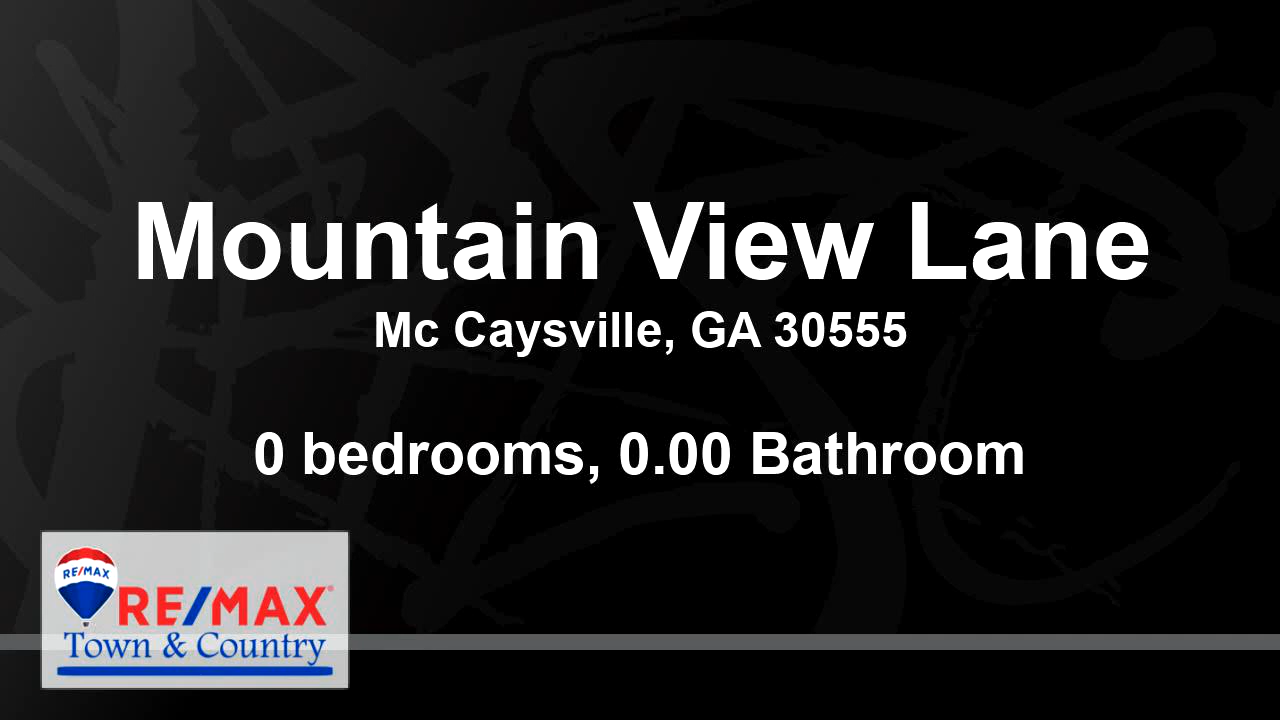 Mountain View Lane
Mc Caysville, GA 30555
0 bedrooms, 0.00 Bathroom
RE/MAX
RE/MAX®
Town & Country